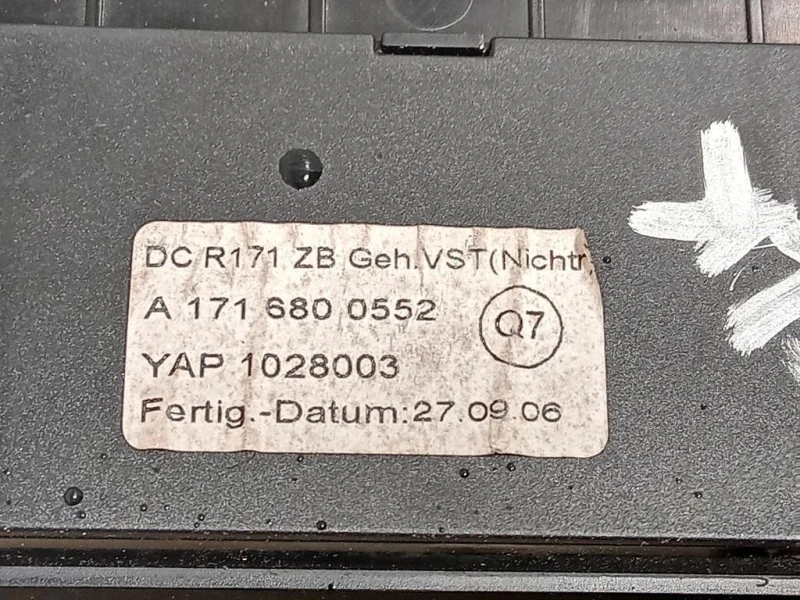 DC R171 ZB Geh.VST(Nichtr.
A 171 680 0552
Q7
YAP 1028003
Fertig.-Datum:27.09.06